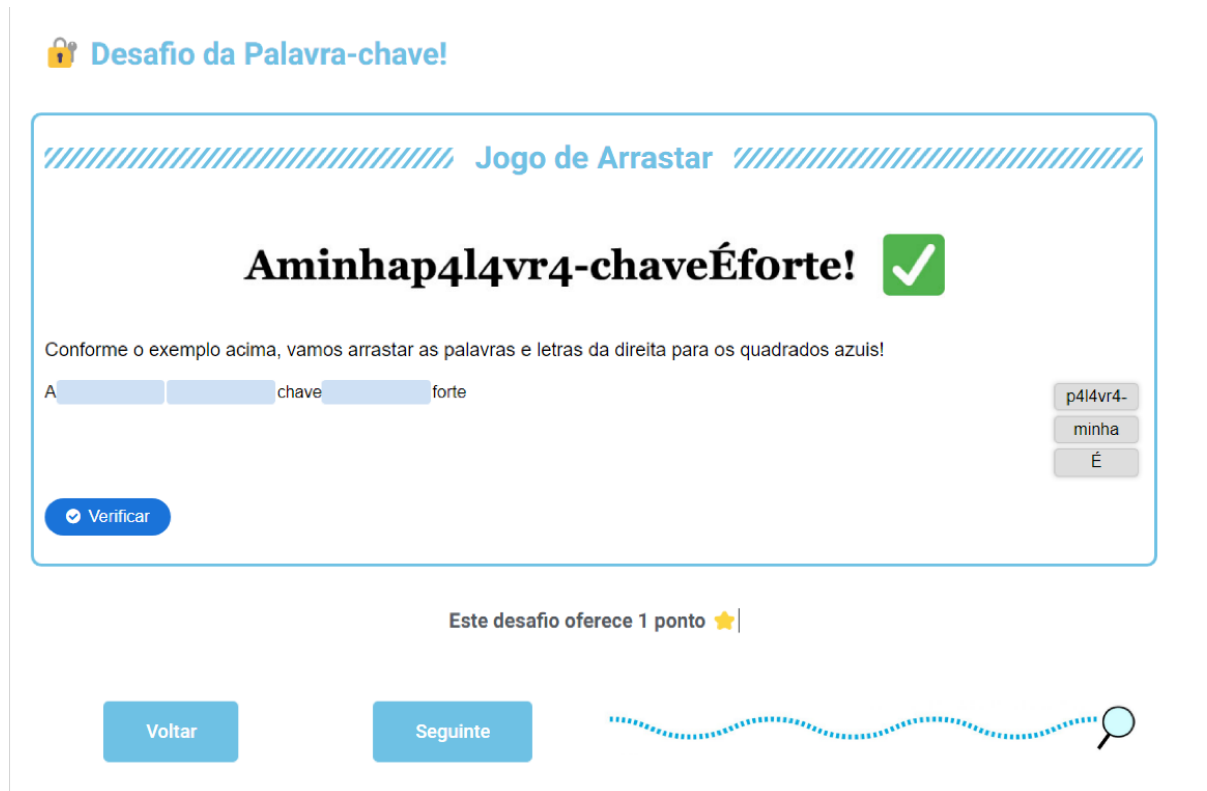 Desafio da Palavra-chave!
Jogo de Arrastar
Aminhap4l4vr4-chaveÉforte!
Conforme o exemplo acima, vamos arrastar as palavras e letras da direita para os quadrados azuis!
A chave forte
p4l4vr4-
minha
É
Verificar
Este desafio oferece 1 ponto
Voltar Seguinte